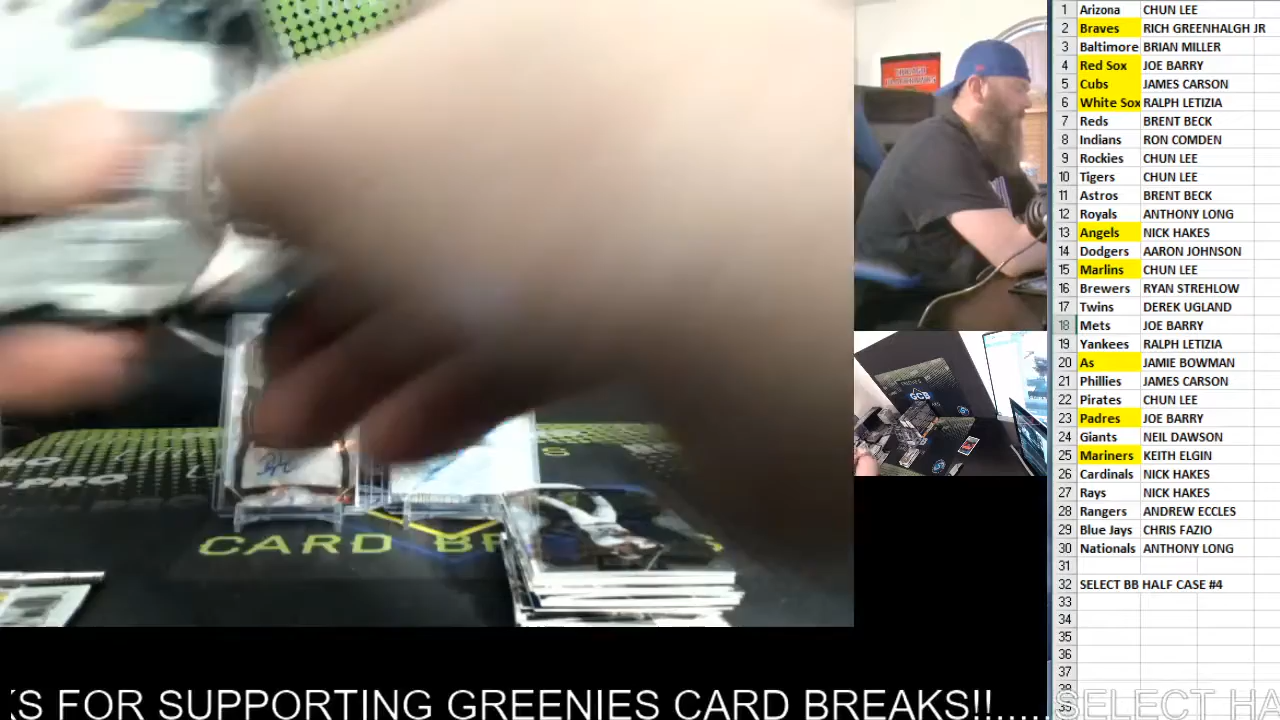 1 Arizona CHUN LEE
2 Braves RICH GREENHALGH JR
3 Baltimore BRIAN MILLER
4 Red Sox JOE BARRY
5 Cubs JAMES CARSON
6 White Sox RALPH LETIZIA
7 Reds BRENT BECK
8 Indians RON COMDEN
9 Rockies CHUN LEE
10 Tigers CHUN LEE
11 Astros BRENT BECK
12 Royals ANTHONY LONG
13 Angels NICK HAKES
14 Dodgers AARON JOHNSON
15 Marlins CHUN LEE
16 Brewers RYAN STREHLOW
17 Twins DEREK UGLAND
18 Mets JOE BARRY
19 Yankees RALPH LETIZIA
20 As JAMIE BOWMAN
21 Phillies JAMES CARSON
22 Pirates CHUN LEE
23 Padres JOE BARRY
24 Giants NEIL DAWSON
25 Mariners KEITH ELGIN
26 Cardinals NICK HAKES
27 Rays NICK HAKES
28 Rangers ANDREW ECCLES
29 Blue Jays CHRIS FAZIO
30 Nationals ANTHONY LONG
31
32 SELECT BB HALF CASE #4
33
34
35
36
37
GCB
PRO
CARD BR
KS FOR SUPPORTING GREENIES CARD BREAKS!!..... SELECT HA